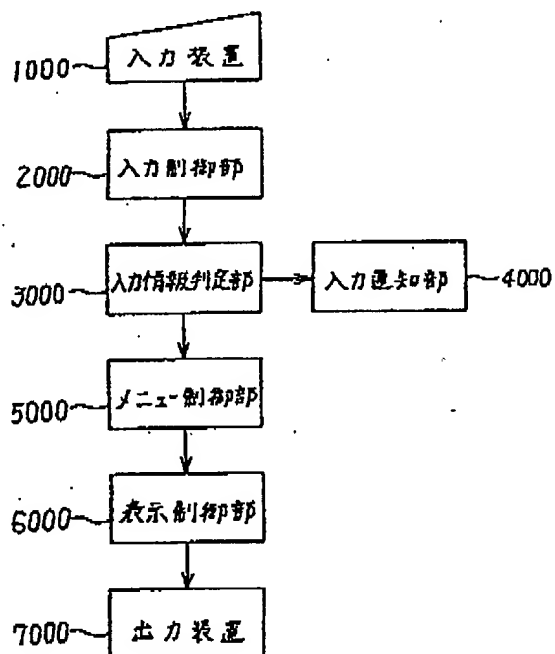 1000 入力装置
2000 入力制御部
3000 入力情報判定部 入力通知部 4000
5000 メニュー制御部
6000 表示制御部
7000 出力装置